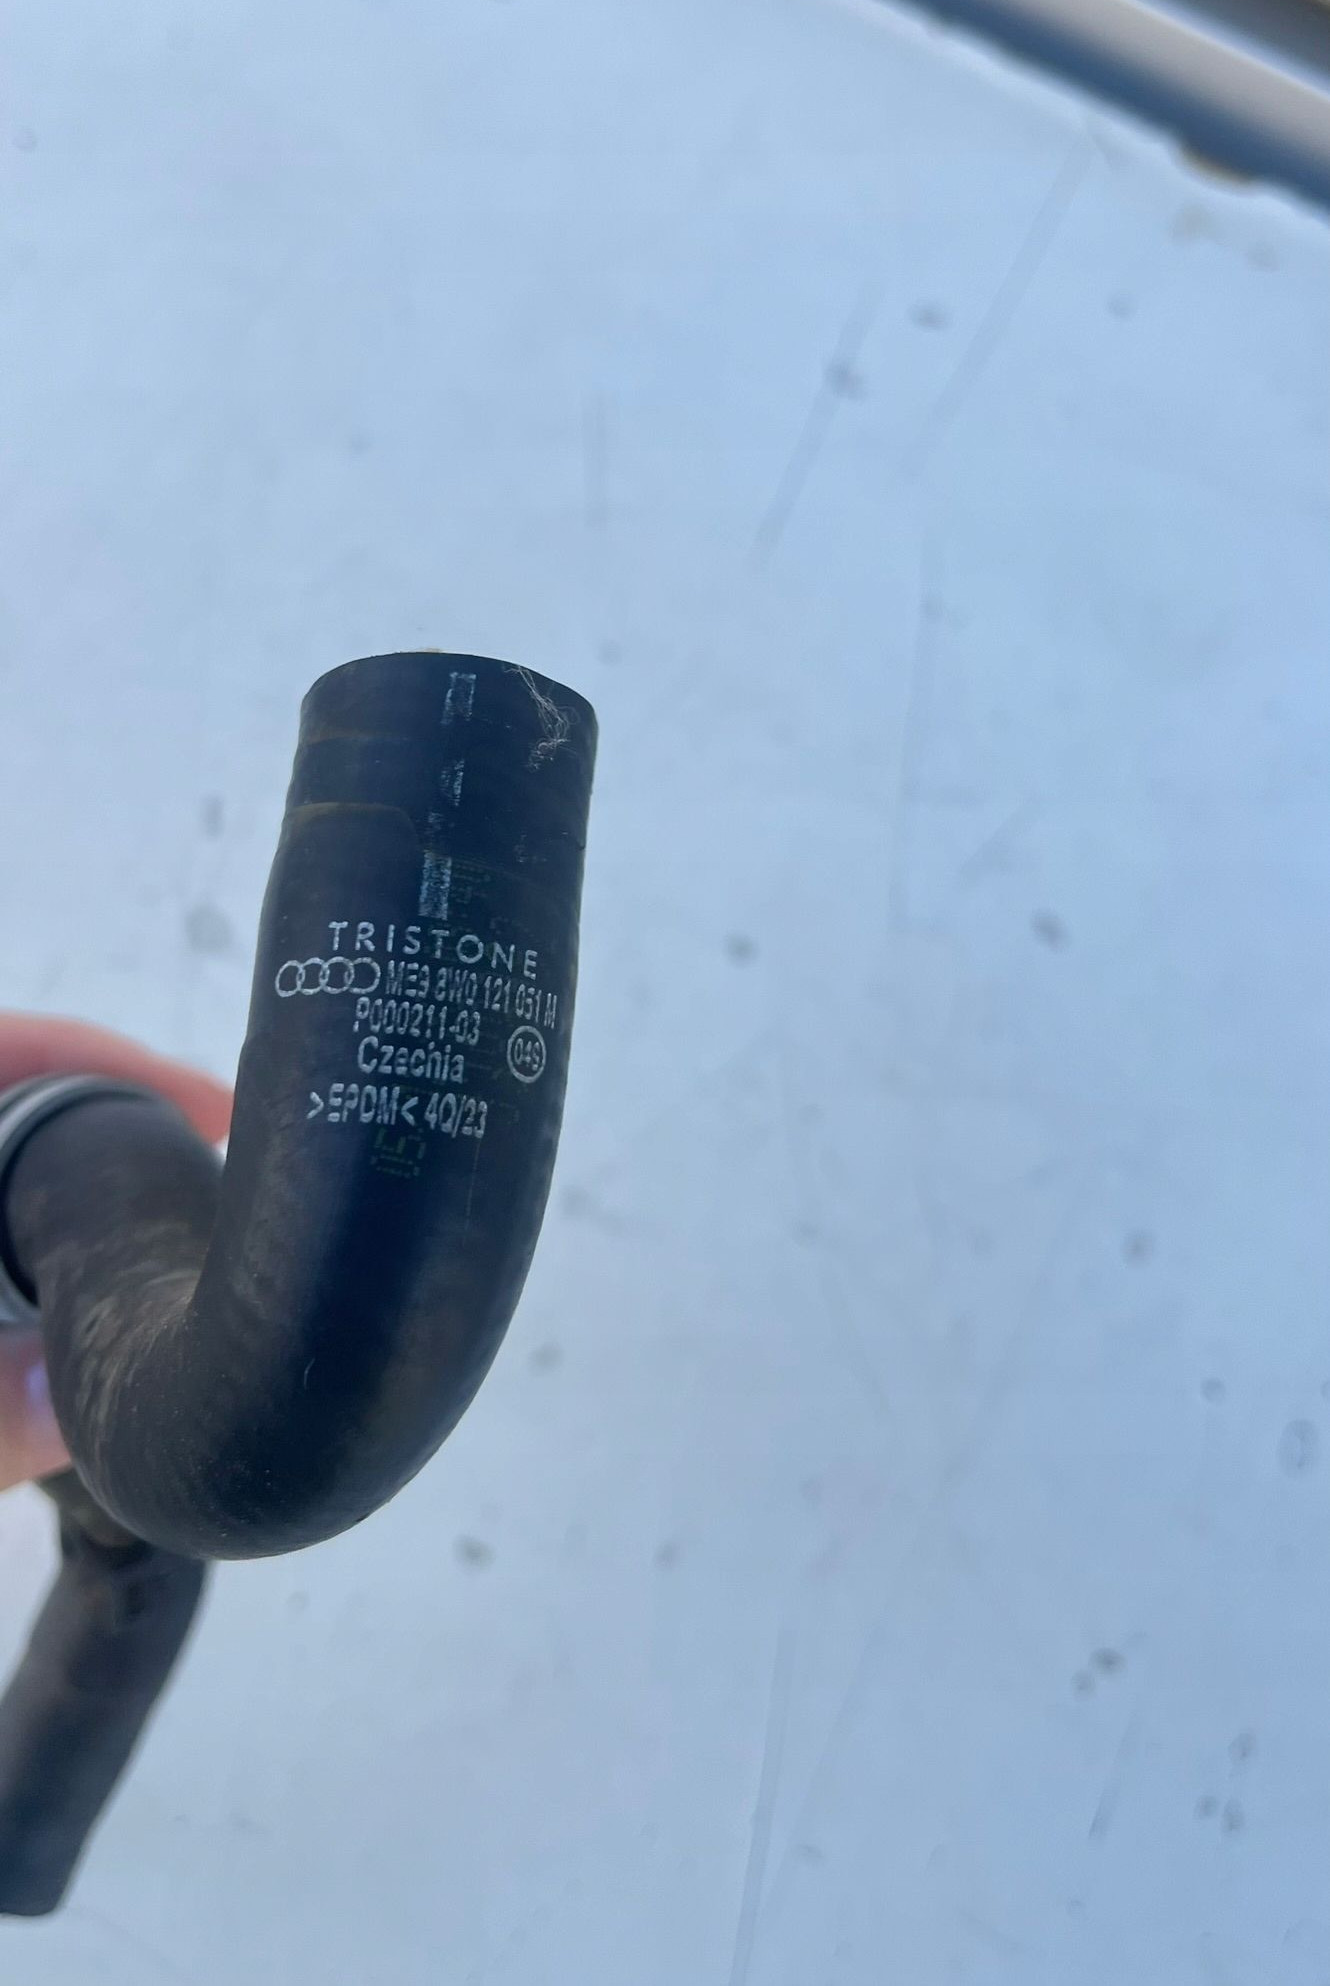 TRISTONE
ME9 8W0 121 051 M
P000211-03
04S
Czechia
>EPDM< 4Q/23